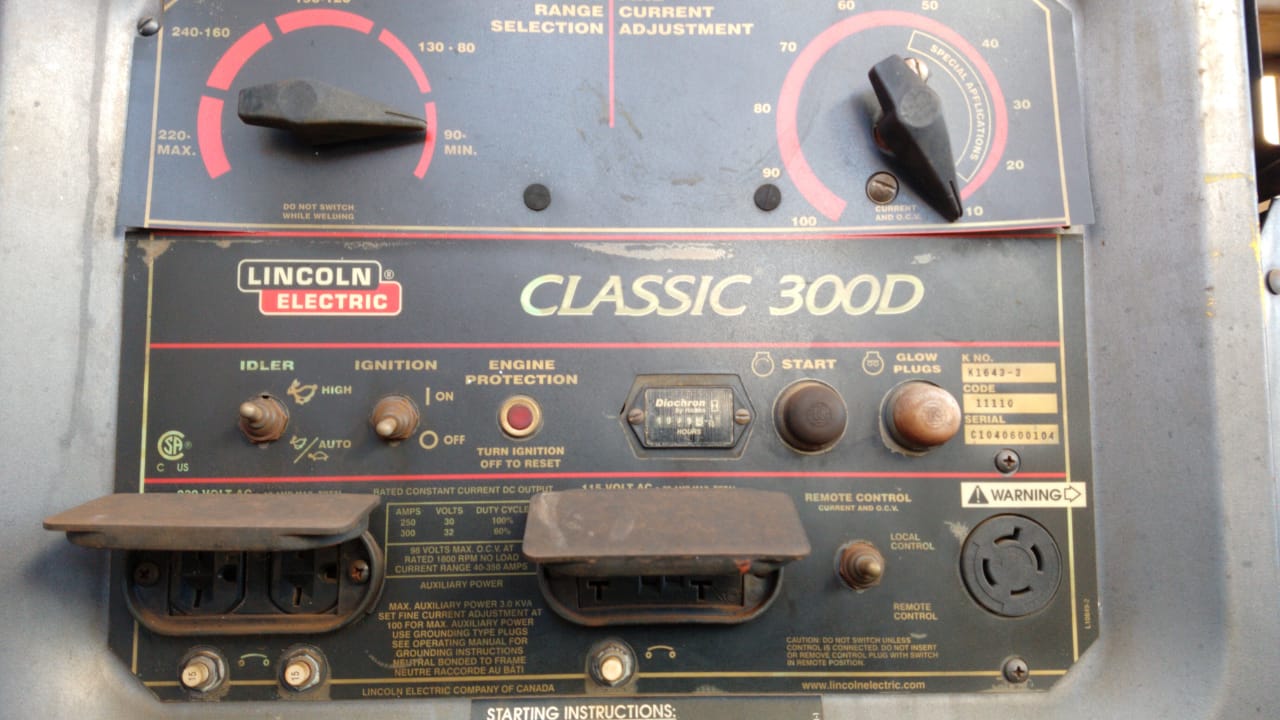 RANGE
SELECTION
CURRENT
ADJUSTMENT
240-160
130 - 80
220-
MAX.
90-
MIN.
DO NOT SWITCH
WHILE WELDING
60
50
70
40
80
30
90
20
100
10
SPECIAL APPLICATIONS
CURRENT
AND O.C.V.
LINCOLN ®
ELECTRIC
CLASSIC 300D
IDLER
HIGH
/AUTO
IGNITION
ON
OFF
ENGINE
PROTECTION
TURN IGNITION
OFF TO RESET
HOURS
START
GLOW
PLUGS
K NO.
K1643-3
CODE
11110
SERIAL
C1040600104
C US
WARNING
RATED CONSTANT CURRENT DC OUTPUT
AMPS VOLTS DUTY CYCLE
250 30 100%
300 32 60%
98 VOLTS MAX. O.C.V. AT
RATED 1800 RPM NO LOAD
CURRENT RANGE 40-350 AMPS
AUXILIARY POWER
MAX. AUXILIARY POWER 3.0 KVA
SET FINE CURRENT ADJUSTMENT AT
100 FOR MAX. AUXILIARY POWER
USE GROUNDING TYPE PLUGS
SEE OPERATING MANUAL FOR
GROUNDING INSTRUCTIONS
NEUTRAL BONDED TO FRAME
NEUTRE RACCORDE AU BÂTI
115 VOLT AC
REMOTE CONTROL
CURRENT AND O.C.V.
LOCAL
CONTROL
REMOTE
CONTROL
CAUTION: DO NOT SWITCH UNLESS
CONTROL IS CONNECTED. DO NOT INSERT
OR REMOVE CONTROL PLUG WITH SWITCH
IN REMOTE POSITION.
15
15
LINCOLN ELECTRIC COMPANY OF CANADA
www.lincolnelectric.com
STARTING INSTRUCTIONS: